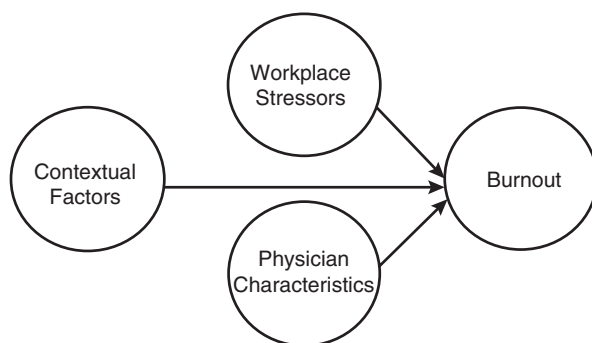 Workplace
Stressors
Contextual
Factors
Burnout
Physician
Characteristics